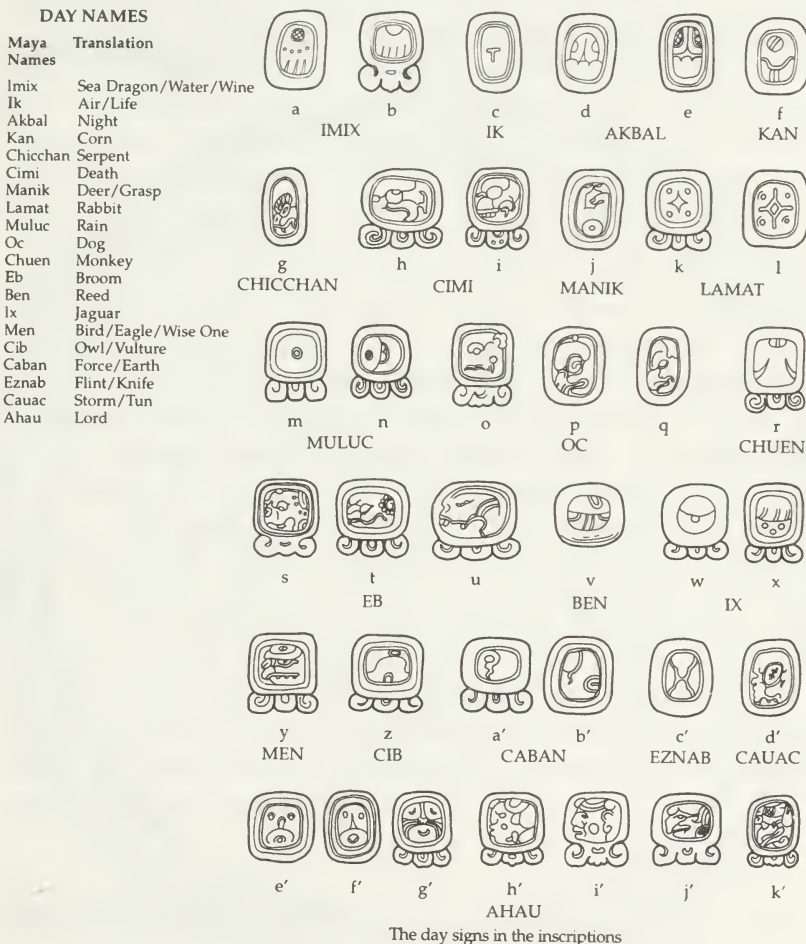 DAY NAMES
Maya Names Translation
Imix Sea Dragon/Water/Wine
Ik Air/Life
Akbal Night
Kan Corn
Chicchan Serpent
Cimi Death
Manik Deer/Grasp
Lamat Rabbit
Muluc Rain
Oc Dog
Chuen Monkey
Eb Broom
Ben Reed
Ix Jaguar
Men Bird/Eagle/Wise One
Cib Owl/Vulture
Caban Force/Earth
Eznab Flint/Knife
Cauac Storm/Tun
Ahau Lord
a b c d e f
IMIX IK AKBAL KAN
g h i j k l
CHICCHAN CIMI MANIK LAMAT
m n o p q r
MULUC OC CHUEN
s t u v w x
EB BEN IX
y z a′ b′ c′ d′
MEN CIB CABAN EZNAB CAUAC
e′ f′ g′ h′ i′ j′ k′
AHAU
The day signs in the inscriptions